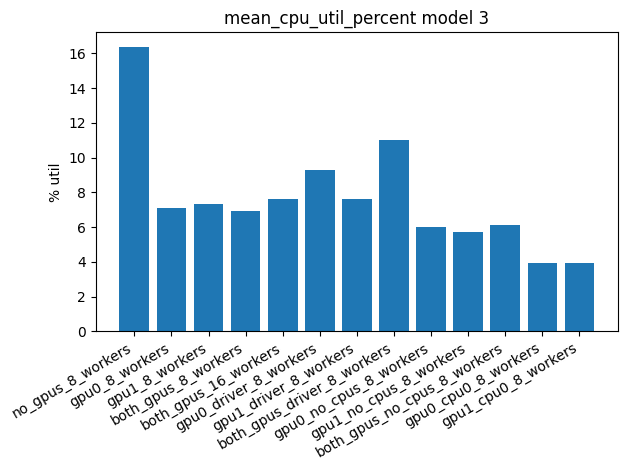 mean_cpu_util_percent model 3
% util
16
14
12
10
8
6
4
2
0
no_gpus_8_workers
gpu0_8_workers
gpu1_8_workers
both_gpus_8_workers
both_gpus_16_workers
gpu0_driver_8_workers
gpu1_driver_8_workers
both_gpus_driver_8_workers
gpu0_no_cpus_8_workers
gpu1_no_cpus_8_workers
both_gpus_no_cpus_8_workers
gpu0_cpu0_8_workers
gpu1_cpu0_8_workers